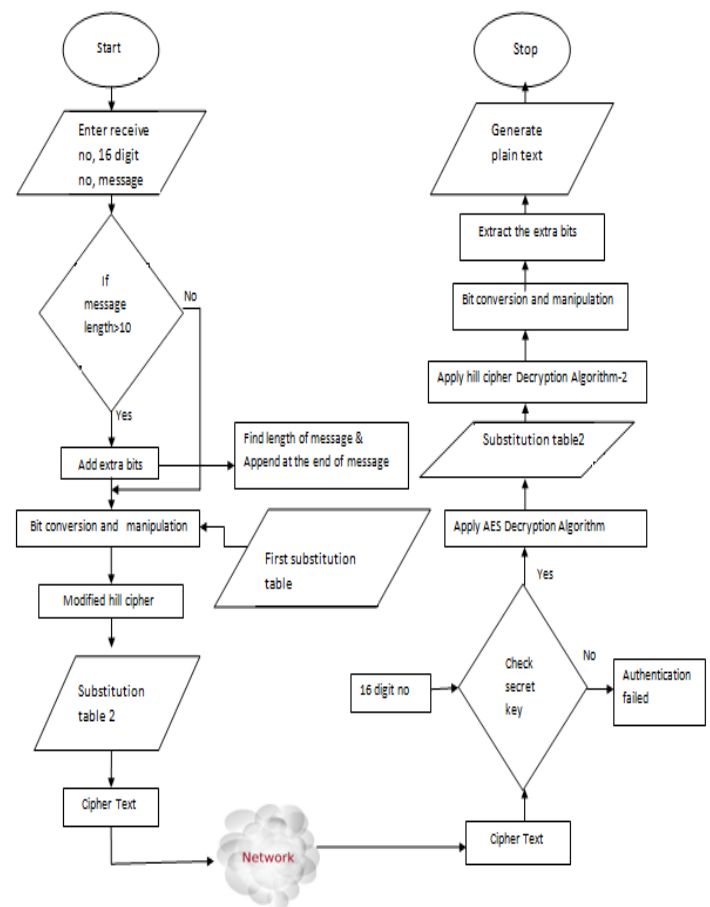 Start
Enter receive
no, 16 digit
no, message
If
message
length>10
No
Yes
Add extra bits
Find length of message &
Append at the end of message
Bit conversion and manipulation
First substitution
table
Modified hill cipher
Substitution
table 2
Cipher Text
Network
Cipher Text
Check
secret
key
16 digit no
No
Authentication
failed
Yes
Apply AES Decryption Algorithm
Substitution table2
Apply hill cipher Decryption Algorithm-2
Bit conversion and manipulation
Extract the extra bits
Generate
plain text
Stop